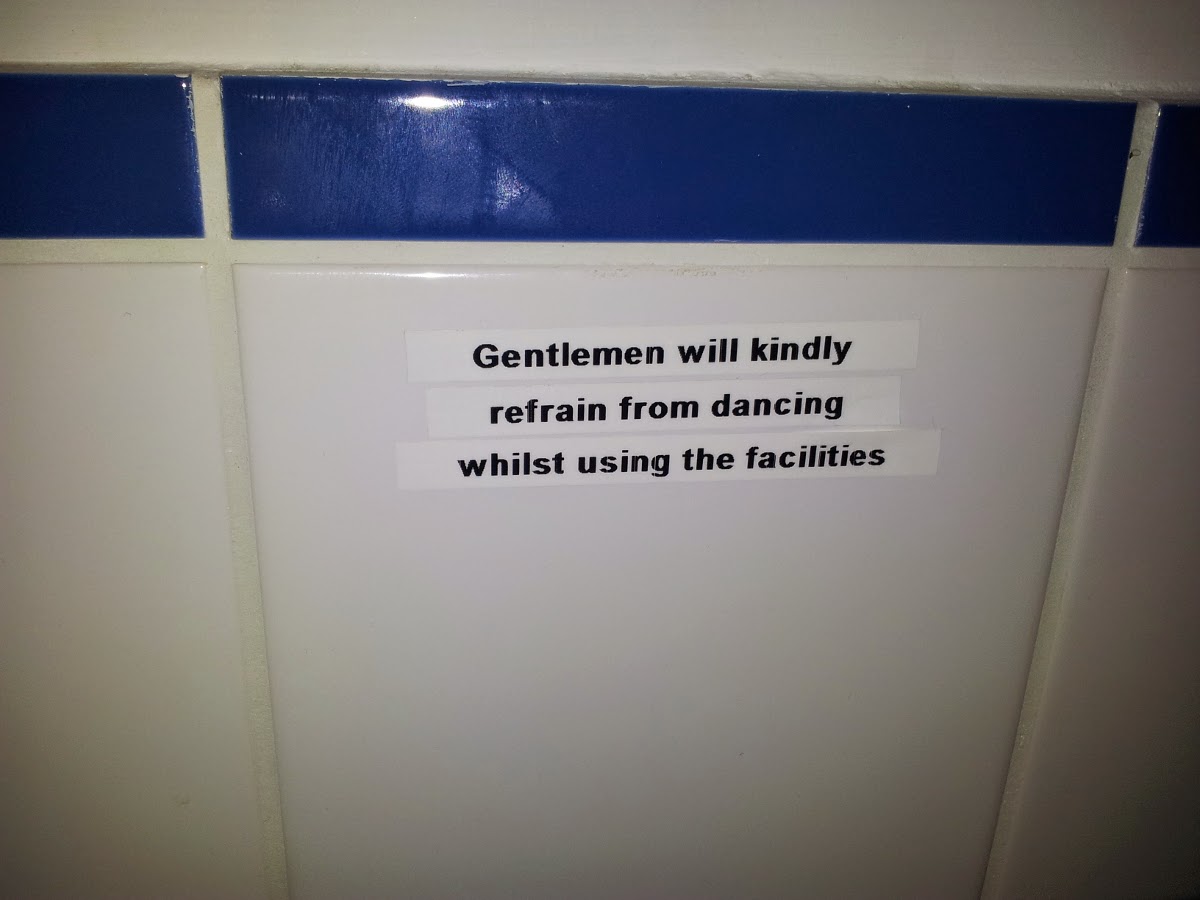 Gentlemen will kindly
refrain from dancing
whilst using the facilities